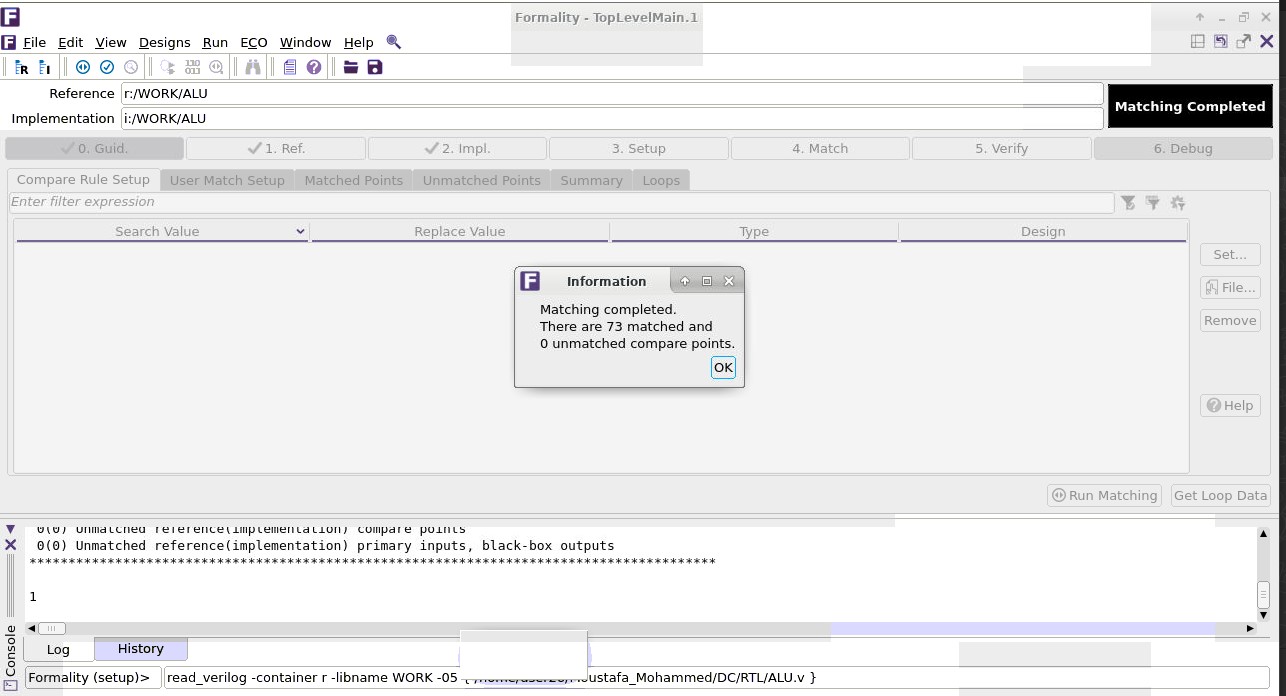 Formality - TopLevelMain.1
File Edit View Designs Run ECO Window Help
Reference r:/WORK/ALU
Implementation i:/WORK/ALU
Matching Completed
0. Guid. 1. Ref. 2. Impl. 3. Setup 4. Match 5. Verify 6. Debug
Compare Rule Setup User Match Setup Matched Points Unmatched Points Summary Loops
Enter filter expression
Search Value Replace Value Type Design
Set...
File...
Remove
Help
Information
Matching completed.
There are 73 matched and
0 unmatched compare points.
OK
Run Matching Get Loop Data
0(0) Unmatched reference(implementation) compare points
0(0) Unmatched reference(implementation) primary inputs, black-box outputs
****************************************************************************************
1
Console
Log History
Formality (setup)> read_verilog -container r -libname WORK -05 { /Moustafa_Mohammed/DC/RTL/ALU.v }